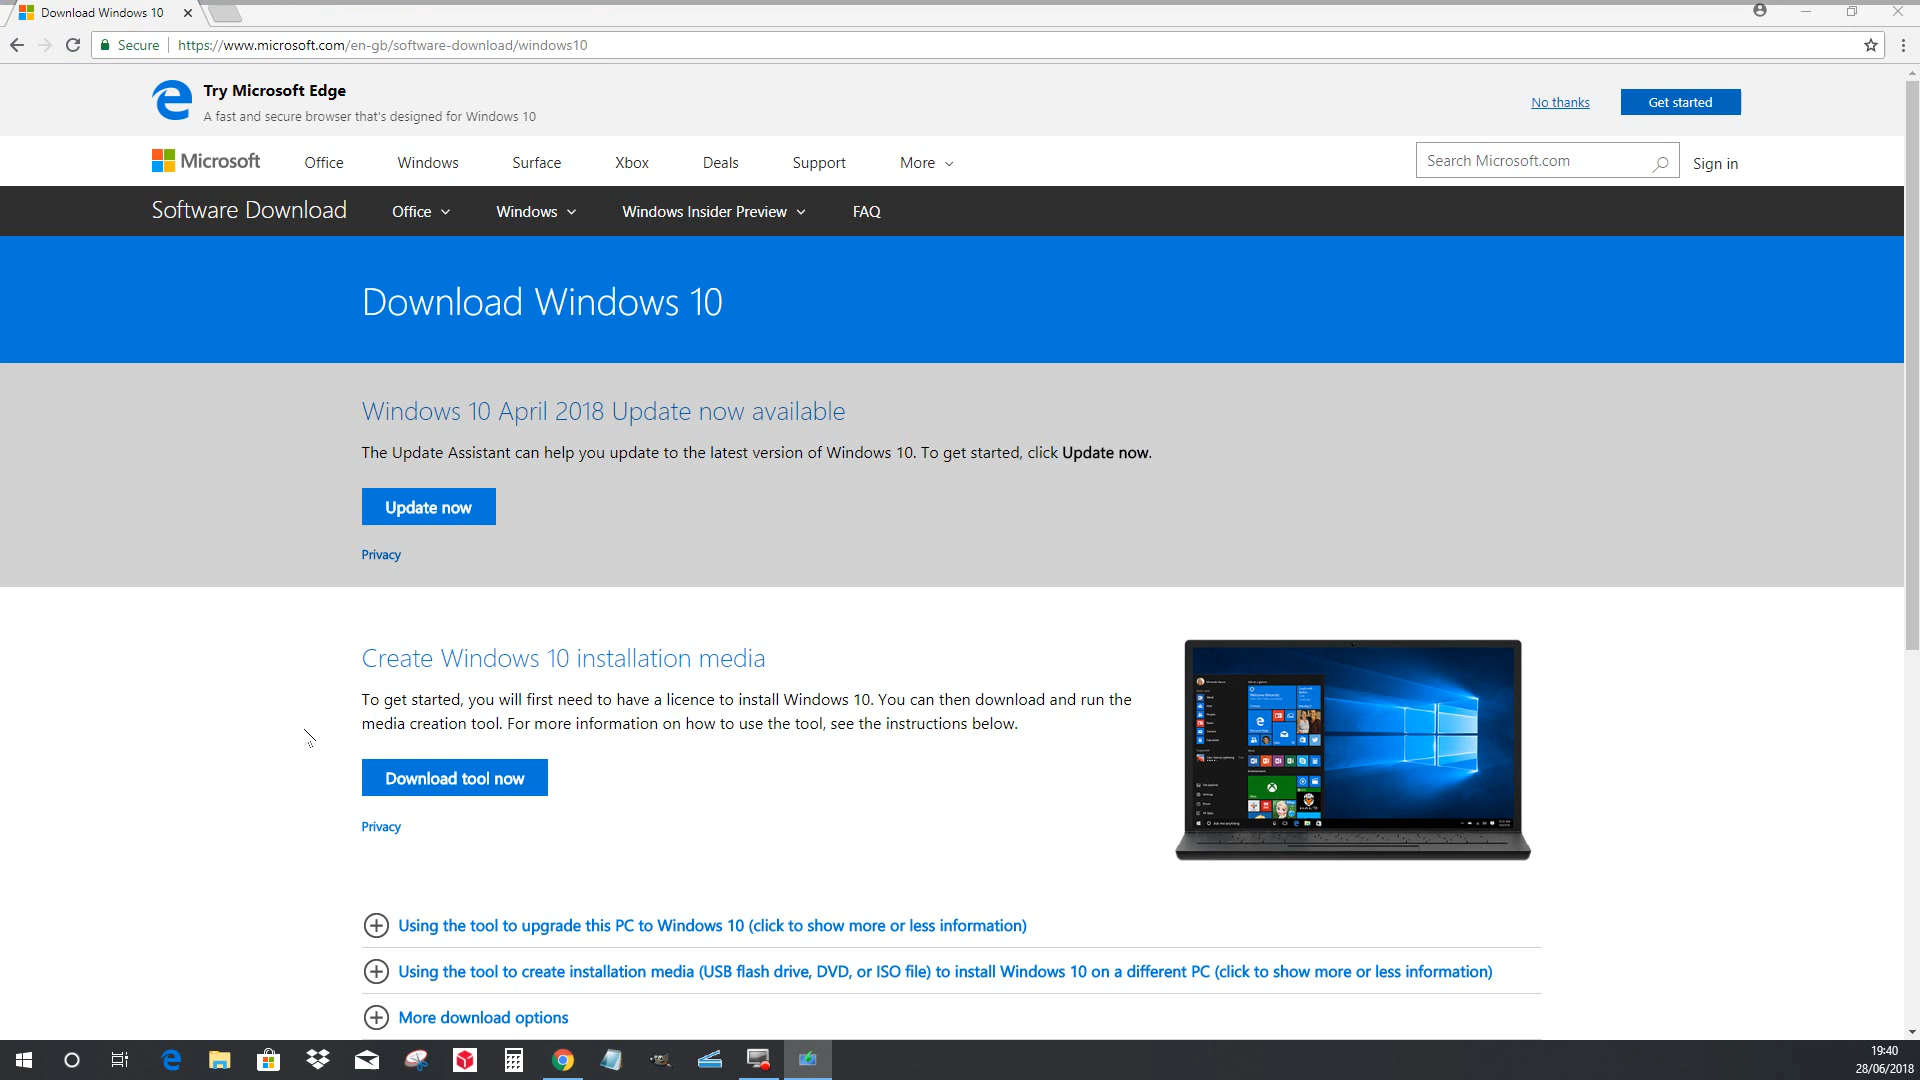 Download Windows 10
Secure https://www.microsoft.com/en-gb/software-download/windows10
Try Microsoft Edge
A fast and secure browser that's designed for Windows 10
No thanks
Get started
Microsoft Office Windows Surface Xbox Deals Support More
Search Microsoft.com
Sign in
Software Download Office Windows Windows Insider Preview FAQ
Download Windows 10
Windows 10 April 2018 Update now available
The Update Assistant can help you update to the latest version of Windows 10. To get started, click Update now.
Update now
Privacy
Create Windows 10 installation media
To get started, you will first need to have a licence to install Windows 10. You can then download and run the
media creation tool. For more information on how to use the tool, see the instructions below.
Download tool now
Privacy
Using the tool to upgrade this PC to Windows 10 (click to show more or less information)
Using the tool to create installation media (USB flash drive, DVD, or ISO file) to install Windows 10 on a different PC (click to show more or less information)
More download options
19:40
28/06/2018